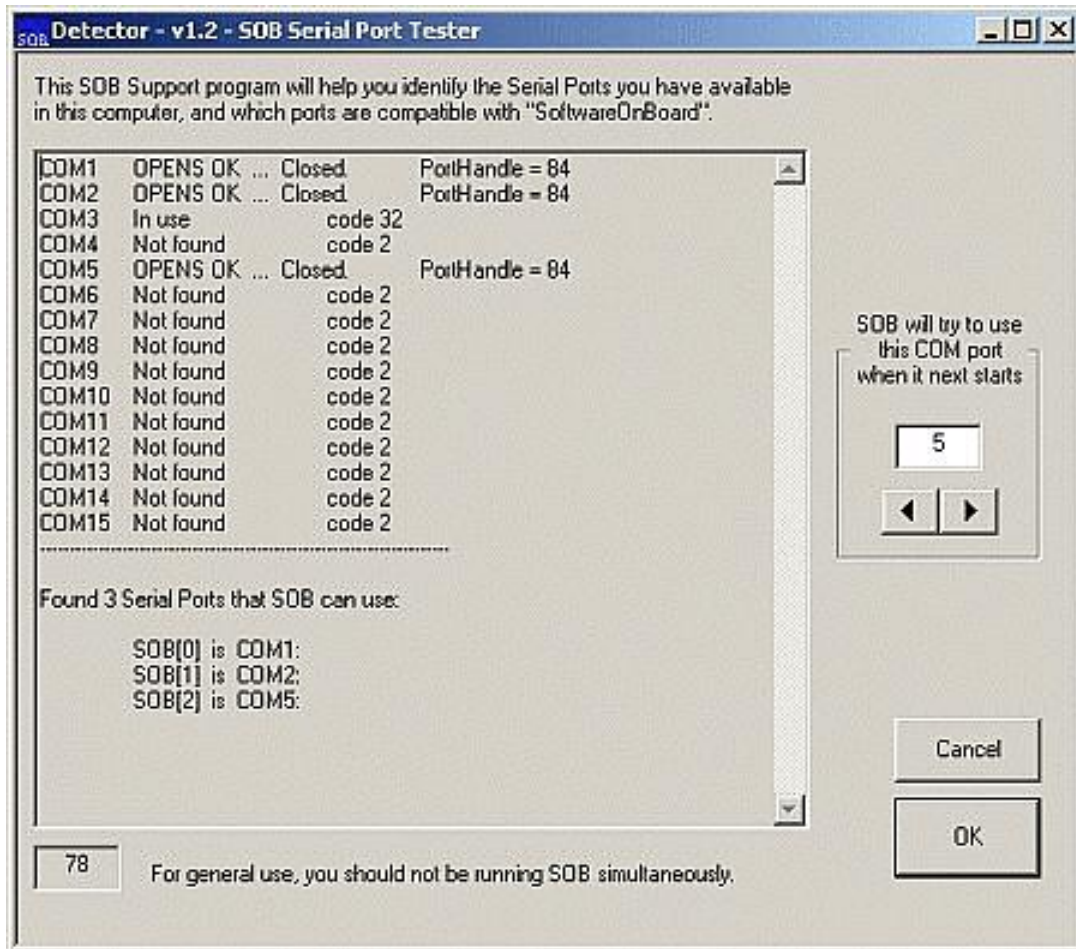 SOB Detector - v1.2 - SOB Serial Port Tester
This SOB Support program will help you identify the Serial Ports you have available
in this computer, and which ports are compatible with "SoftwareOnBoard".
COM1 OPENS OK ... Closed. PortHandle = 84
COM2 OPENS OK ... Closed. PortHandle = 84
COM3 In use code 32
COM4 Not found code 2
COM5 OPENS OK ... Closed. PortHandle = 84
COM6 Not found code 2
COM7 Not found code 2
COM8 Not found code 2
COM9 Not found code 2
COM10 Not found code 2
COM11 Not found code 2
COM12 Not found code 2
COM13 Not found code 2
COM14 Not found code 2
COM15 Not found code 2
Found 3 Serial Ports that SOB can use:
SOB[0] is COM1:
SOB[1] is COM2:
SOB[2] is COM5:
SOB will try to use
this COM port
when it next starts
5
Cancel
OK
78
For general use, you should not be running SOB simultaneously.